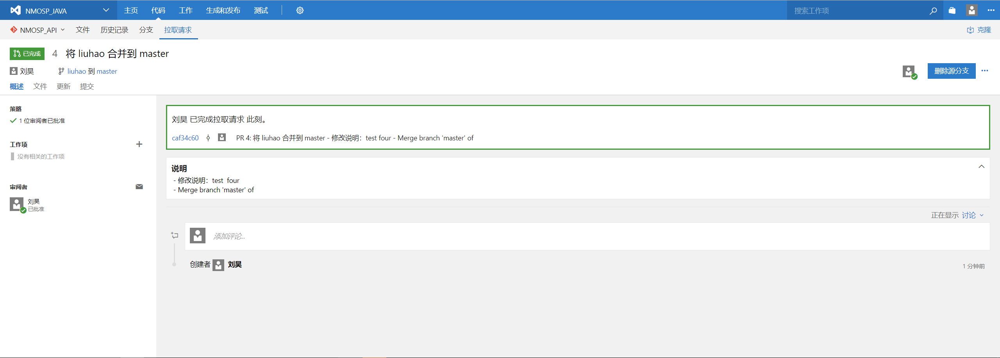 NMOSP_JAVA 主页 代码 工作 生成和发布 测试 搜索工作项
NMOSP_API 文件 历史记录 分支 拉取请求 克隆
已完成 4 将 liuhao 合并到 master
刘昊 liuhao 到 master 删除源分支
概述 文件 更新 提交
策略
1 位审阅者已批准
工作项
没有相关的工作项
审阅者
刘昊
已批准
刘昊 已完成拉取请求 此刻。
caf34c60 PR 4: 将 liuhao 合并到 master - 修改说明：test four - Merge branch 'master' of
说明
- 修改说明：test  four
- Merge branch 'master' of
正在显示 讨论
添加评论...
创建者 刘昊 1 分钟前